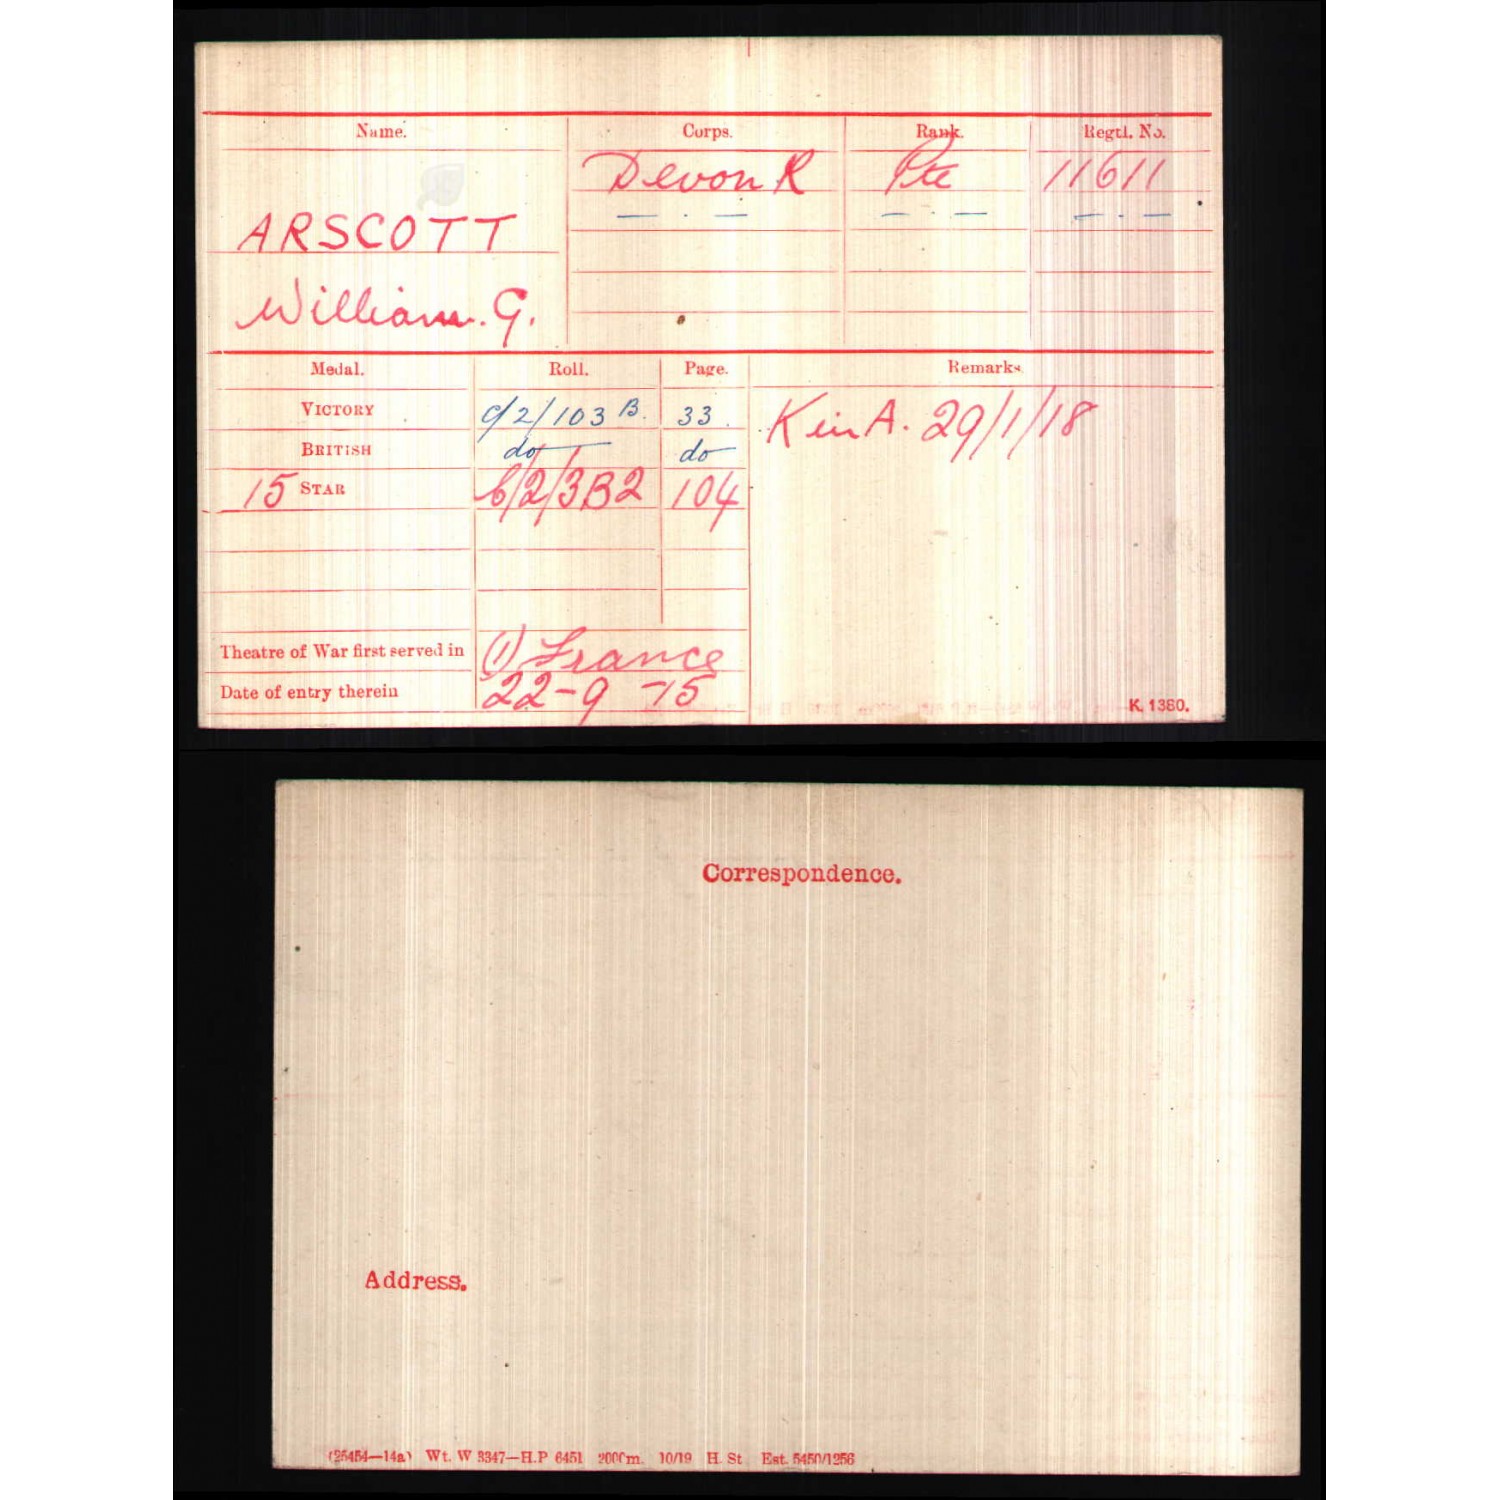 Name. Corps. Rank. Regtl. No.
Devon R Pte 11611
— . — — . — — . —
ARSCOTT
William. G.
Medal. Roll. Page. Remarks
VICTORY C/2/103 B. 33. K in A. 29/1/18
BRITISH do do
15 STAR C/2/3B2 104
Theatre of War first served in (1) France
Date of entry therein 22-9-15
K. 1380.
Correspondence.
Address.
(25454—14a) Wt. W 3347—H.P 6451 2000m. 10/19 H. St Est. 5450/1256